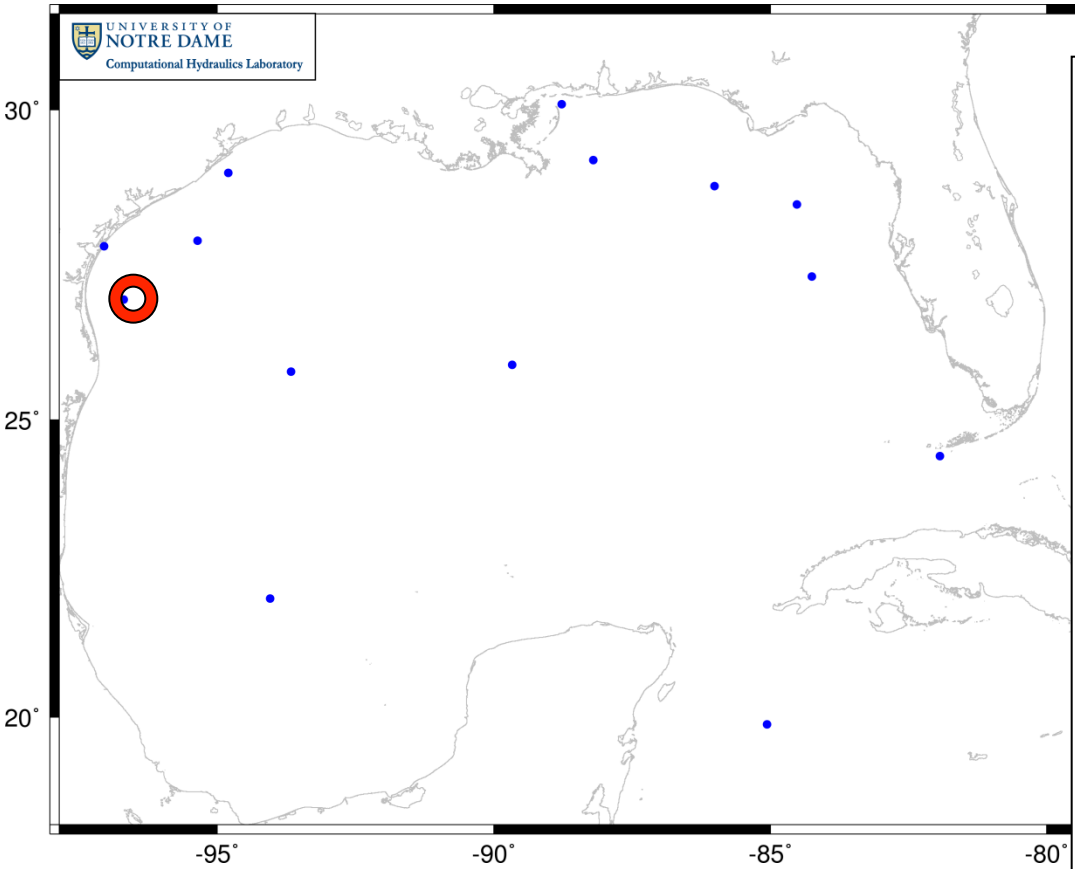 UNIVERSITY OF
NOTRE DAME
Computational Hydraulics Laboratory
30°
25°
20°
-95°
-90°
-85°
-80°